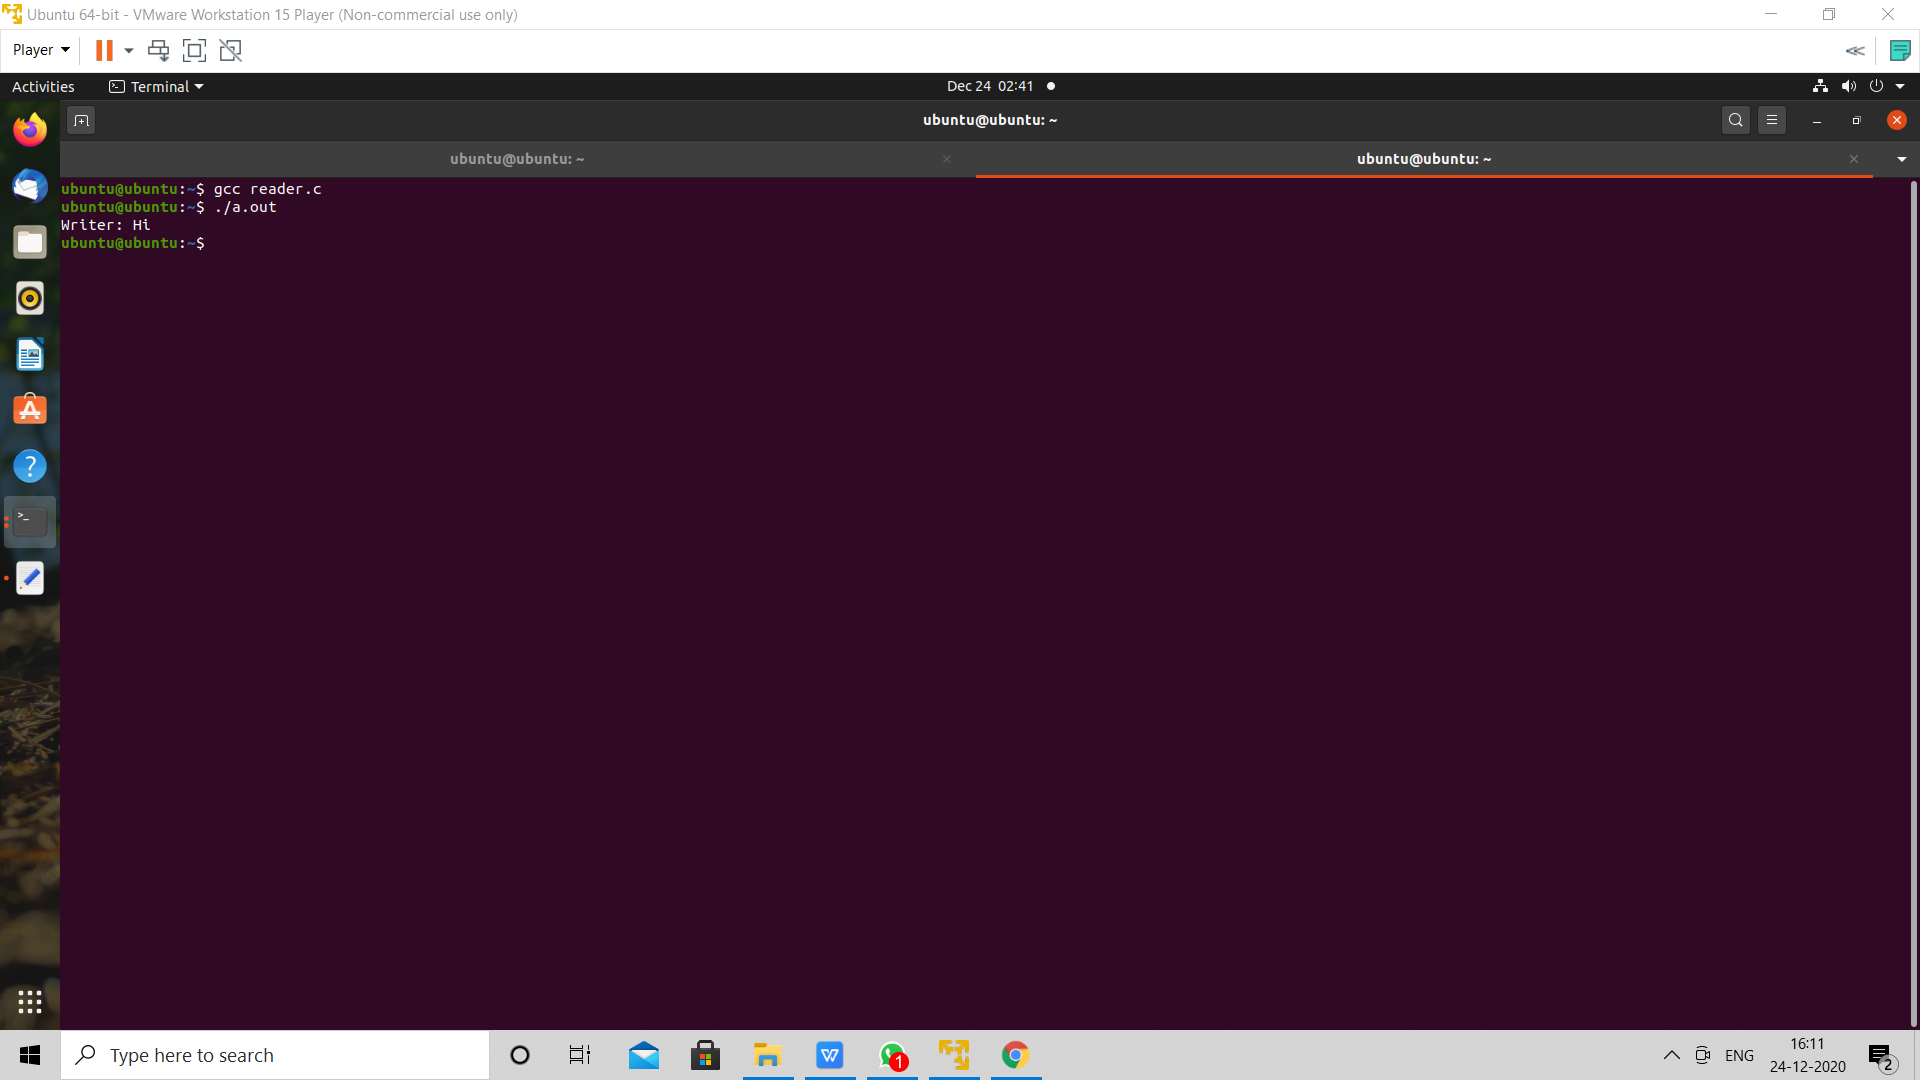 Ubuntu 64-bit - VMware Workstation 15 Player (Non-commercial use only)
Player
Activities
Terminal
Dec 24 02:41
ubuntu@ubuntu: ~
ubuntu@ubuntu: ~
ubuntu@ubuntu: ~
ubuntu@ubuntu:~$ gcc reader.c
ubuntu@ubuntu:~$ ./a.out
Writer: Hi
ubuntu@ubuntu:~$
Type here to search
1
ENG
16:11
24-12-2020
2